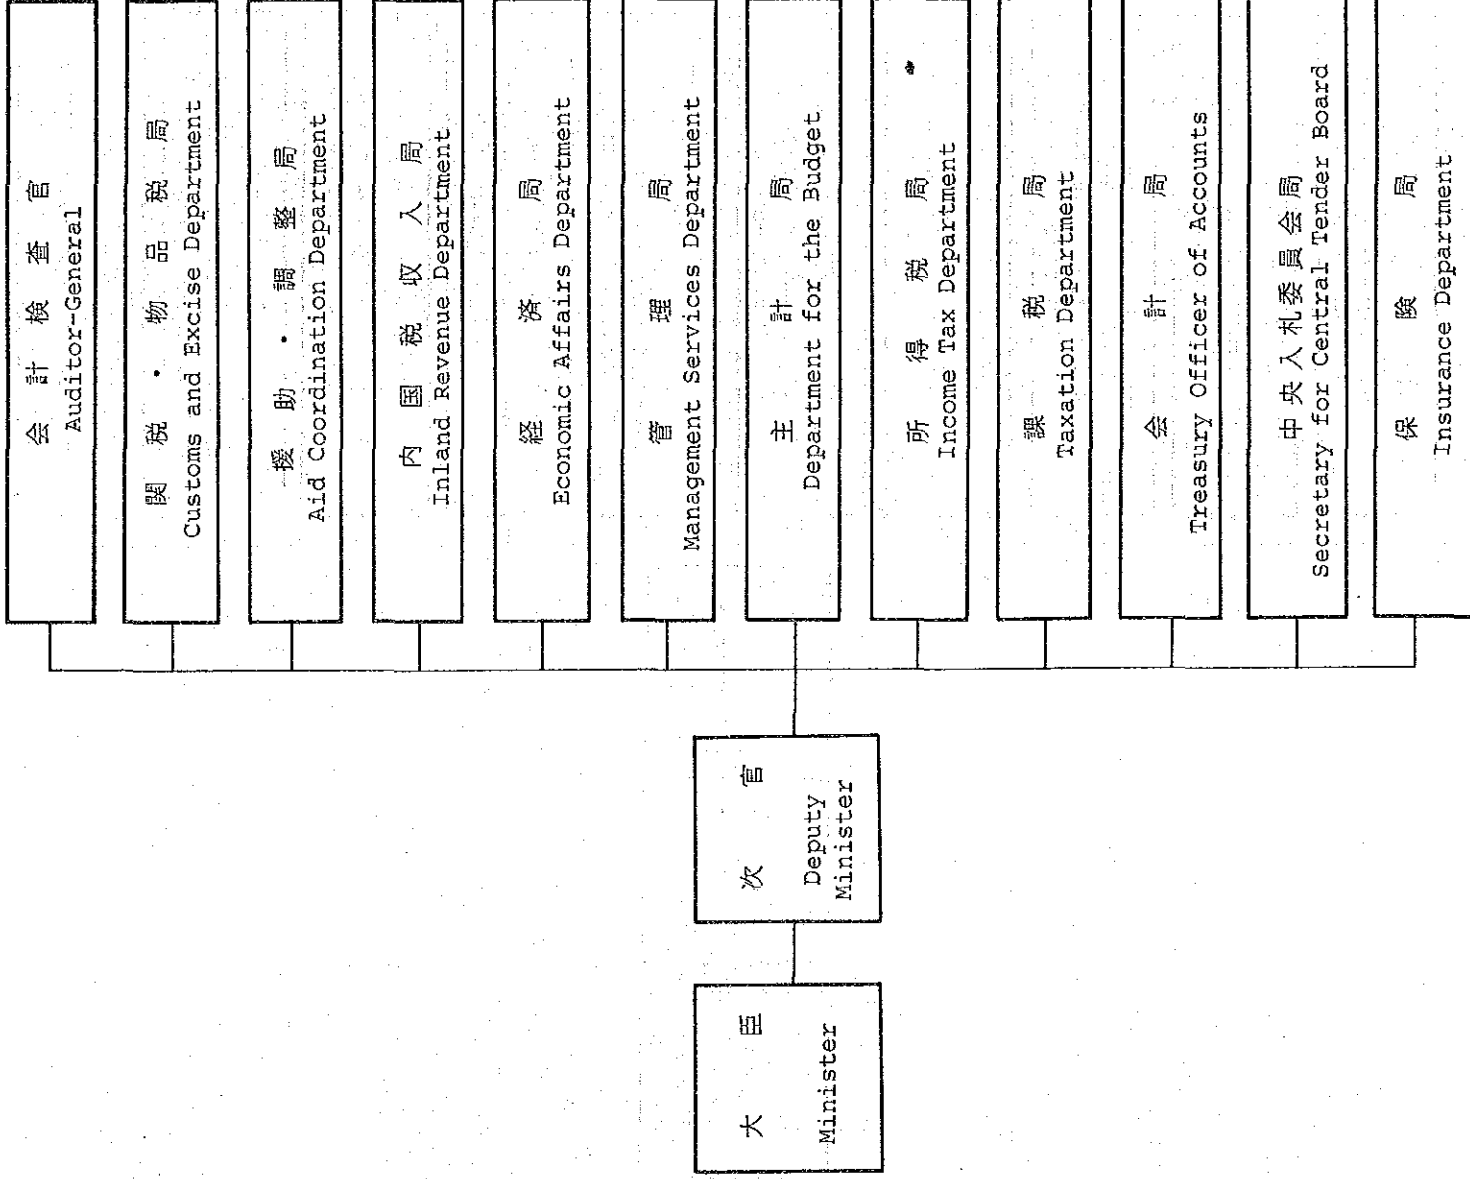 大臣
Minister
次官
Deputy
Minister
会計検査官
Auditor-General
関税・物品税局
Customs and Excise Department
援助・調整局
Aid Coordination Department
内国税収入局
Inland Revenue Department
経済局
Economic Affairs Department
管理局
Management Services Department
主計局
Department for the Budget
所得税局
Income Tax Department
課税局
Taxation Department
会計局
Treasury Officer of Accounts
中央入札委員会局
Secretary for Central Tender Board
保険局
Insurance Department